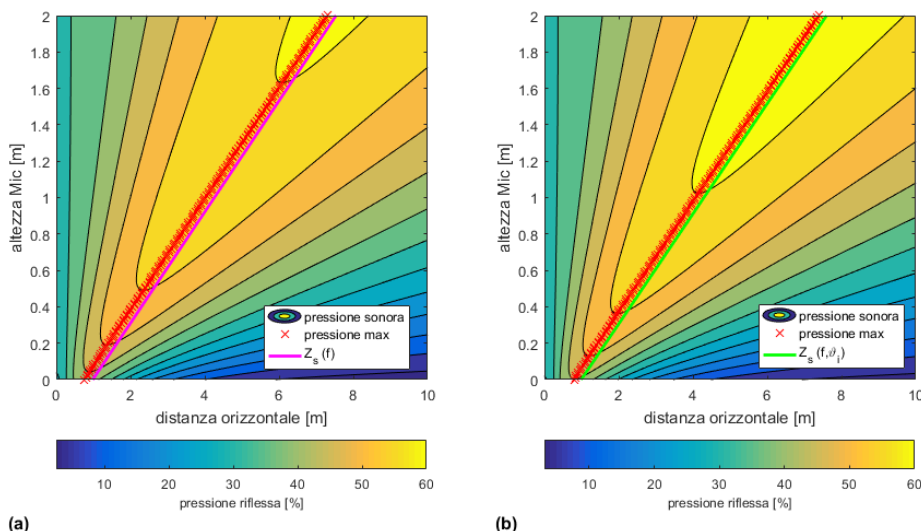 2
1.8
1.6
1.4
1.2
1
0.8
0.6
0.4
0.2
0
altezza Mic [m]
0 2 4 6 8 10
distanza orizzontale [m]
pressione sonora
pressione max
Z_s (f)
10 20 30 40 50 60
pressione riflessa [%]
(a)
2
1.8
1.6
1.4
1.2
1
0.8
0.6
0.4
0.2
0
altezza Mic [m]
0 2 4 6 8 10
distanza orizzontale [m]
pressione sonora
pressione max
Z_s (f,ϑ_i)
10 20 30 40 50 60
pressione riflessa [%]
(b)